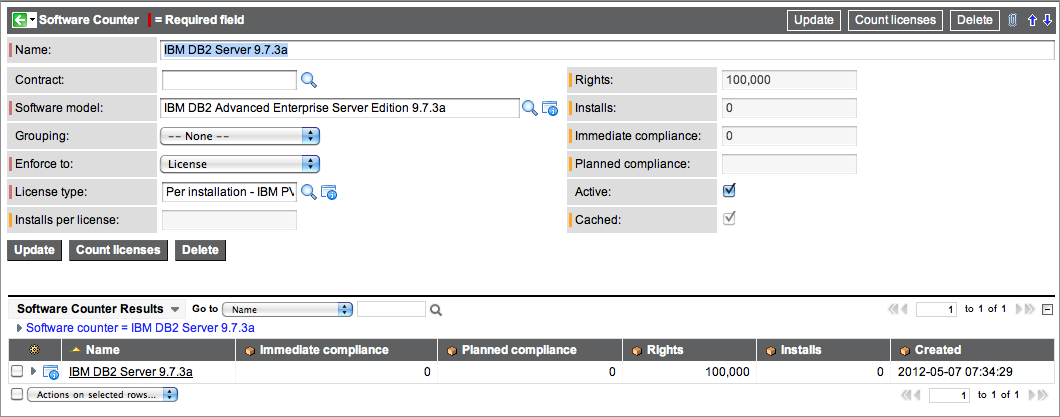 Software Counter = Required field Update Count licenses Delete
Name: IBM DB2 Server 9.7.3a
Contract: Rights: 100,000
Software model: IBM DB2 Advanced Enterprise Server Edition 9.7.3a Installs: 0
Grouping: -- None -- Immediate compliance: 0
Enforce to: License Planned compliance:
License type: Per installation - IBM PV Active:
Installs per license: Cached:
Update Count licenses Delete
Software Counter Results Go to Name 1 to 1 of 1
Software counter = IBM DB2 Server 9.7.3a
Name Immediate compliance Planned compliance Rights Installs Created
IBM DB2 Server 9.7.3a 0 0 100,000 0 2012-05-07 07:34:29
Actions on selected rows... 1 to 1 of 1